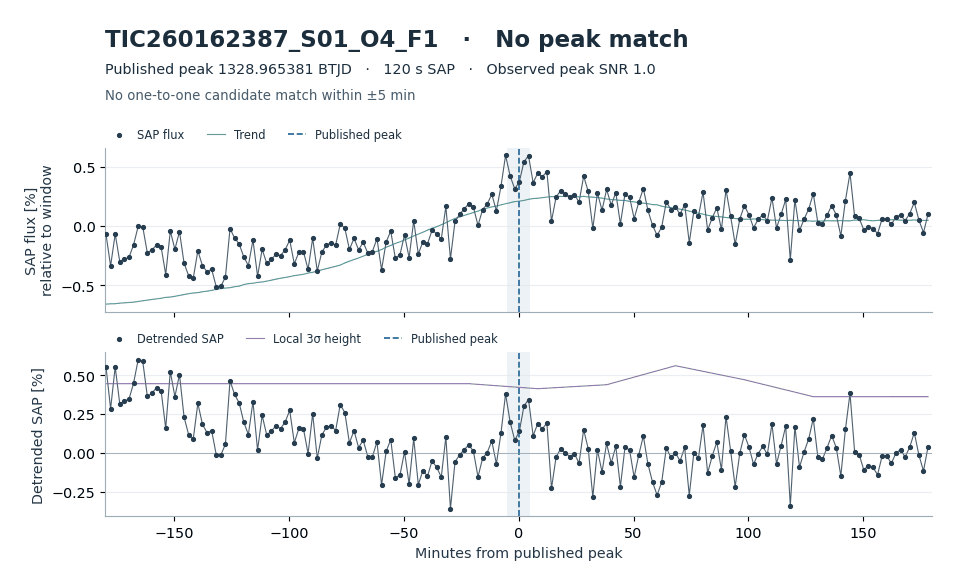 TIC260162387_S01_O4_F1 · No peak match
Published peak 1328.965381 BTJD · 120 s SAP · Observed peak SNR 1.0
No one-to-one candidate match within ±5 min
SAP flux Trend Published peak
SAP flux [%]
relative to window
0.5
0.0
−0.5
Detrended SAP Local 3σ height Published peak
Detrended SAP [%]
0.50
0.25
0.00
−0.25
−150 −100 −50 0 50 100 150
Minutes from published peak